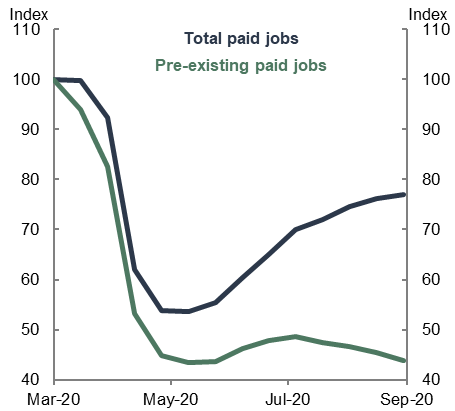 Index Index
110 110
Total paid jobs
Pre-existing paid jobs
100 100
90 90
80 80
70 70
60 60
50 50
40 40
Mar-20 May-20 Jul-20 Sep-20